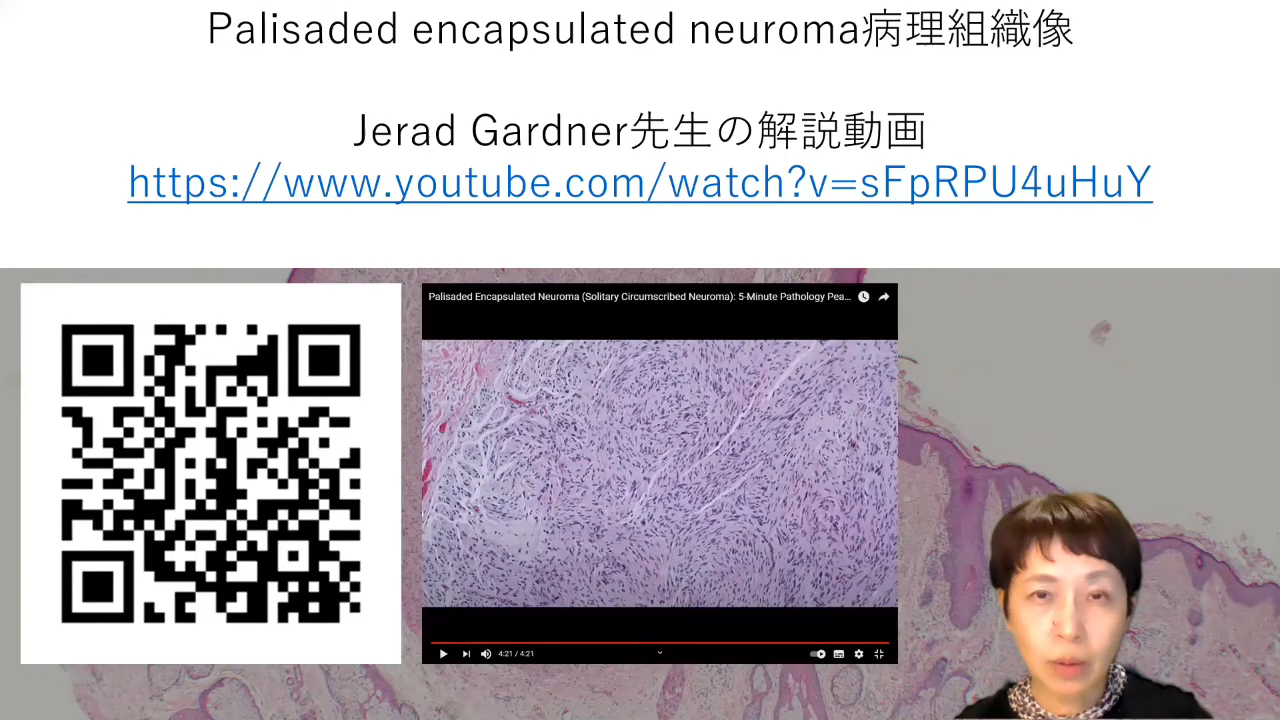 Palisaded encapsulated neuroma病理組織像
Jerad Gardner先生の解説動画
https://www.youtube.com/watch?v=sFpRPU4uHuY
Palisaded Encapsulated Neuroma (Solitary Circumscribed Neuroma): 5-Minute Pathology Pea...
4:21 / 4:21